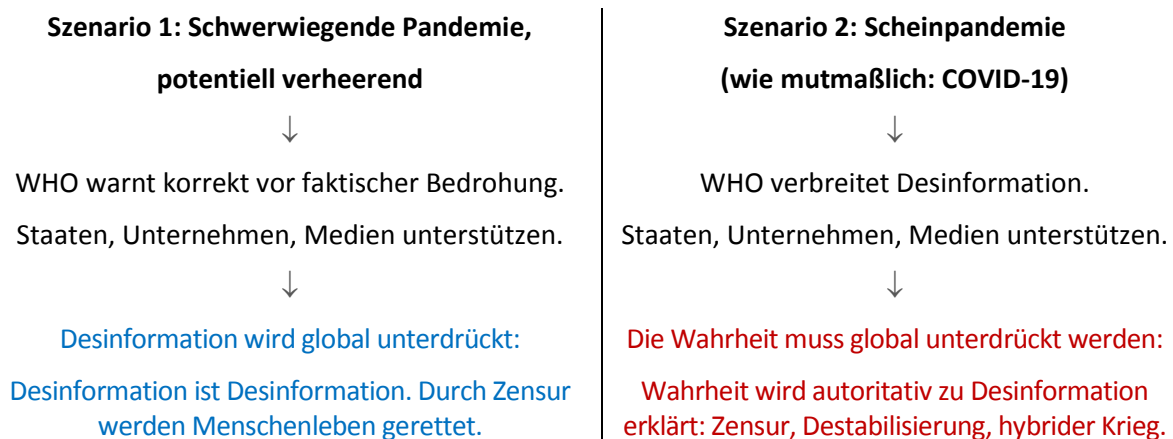 Szenario 1: Schwerwiegende Pandemie,
potentiell verheerend
↓
WHO warnt korrekt vor faktischer Bedrohung.
Staaten, Unternehmen, Medien unterstützen.
↓
Desinformation wird global unterdrückt:
Desinformation ist Desinformation. Durch Zensur
werden Menschenleben gerettet.
Szenario 2: Scheinpandemie
(wie mutmaßlich: COVID-19)
↓
WHO verbreitet Desinformation.
Staaten, Unternehmen, Medien unterstützen.
↓
Die Wahrheit muss global unterdrückt werden:
Wahrheit wird autoritativ zu Desinformation
erklärt: Zensur, Destabilisierung, hybrider Krieg.